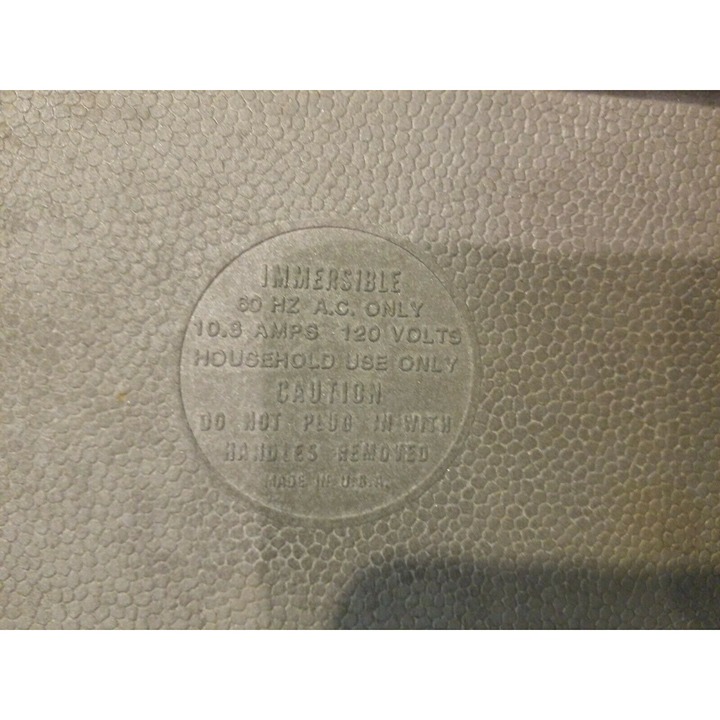 IMMERSIBLE
60 HZ A.C. ONLY
10.8 AMPS 120 VOLTS
HOUSEHOLD USE ONLY
CAUTION
DO NOT PLUG IN WITH
HANDLES REMOVED
MADE IN U.S.A.